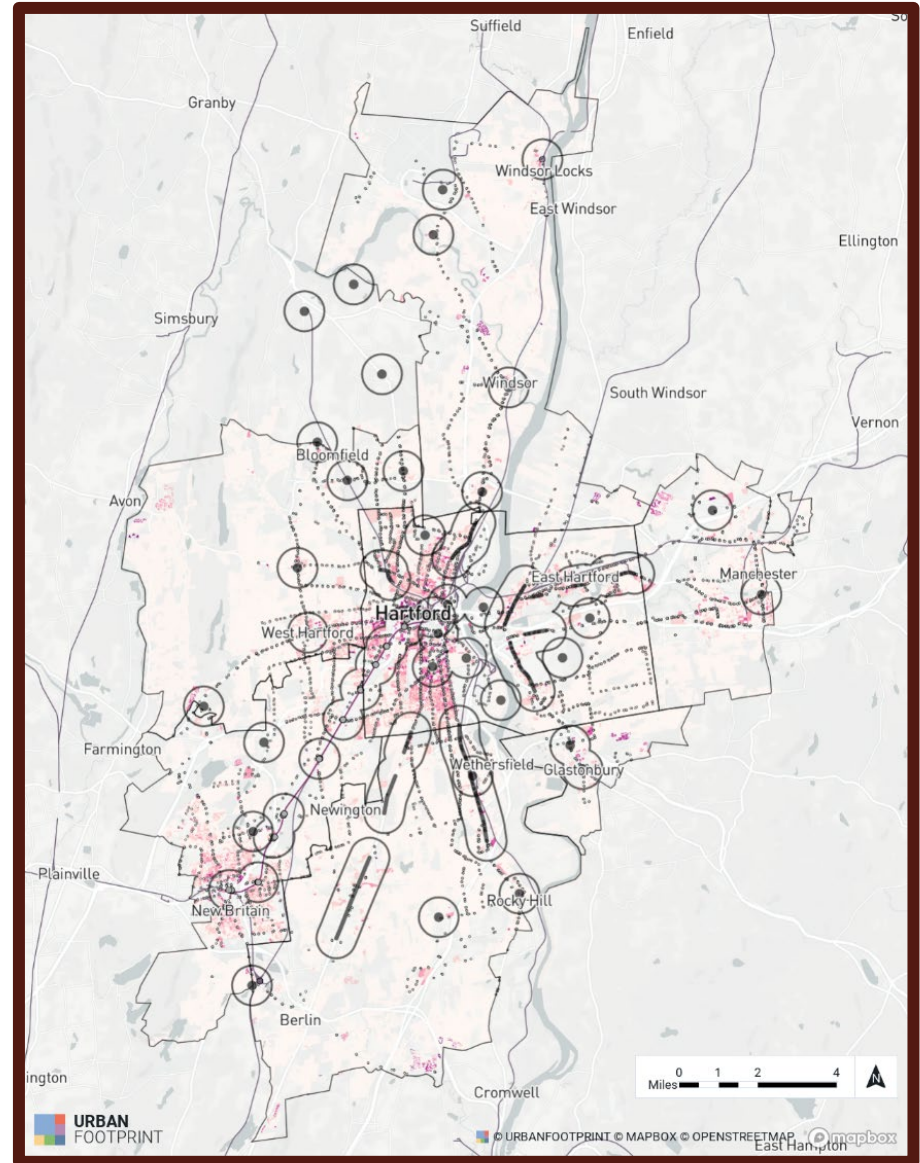 So
Suffield
Enfield
Granby
Windsor Locks
East Windsor
Ellington
Simsbury
Windsor
South Windsor
Vernon
Bloomfield
Avon
East Hartford
Manchester
Hartford
West Hartford
Farmington
Wethersfield
Glastonbury
Newington
Plainville
New Britain
Rocky Hill
Berlin
ington
Cromwell
0 1 2 4
Miles
N
URBAN
FOOTPRINT
© URBANFOOTPRINT © MAPBOX © OPENSTREETMAP
mapbox
East Hampton